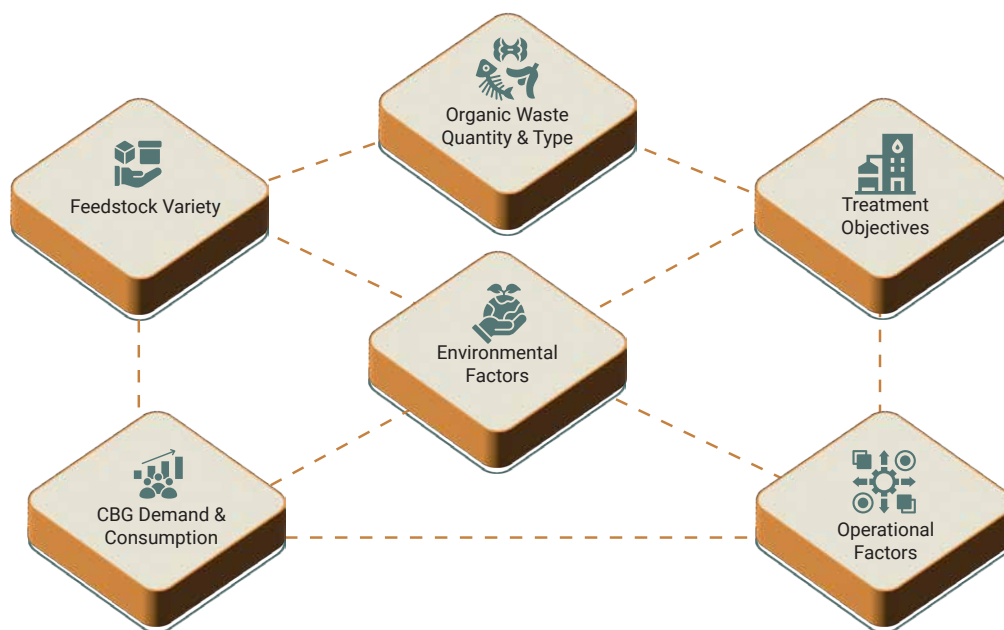 Organic Waste
Quantity & Type
Feedstock Variety
Treatment
Objectives
Environmental
Factors
CBG Demand &
Consumption
Operational
Factors